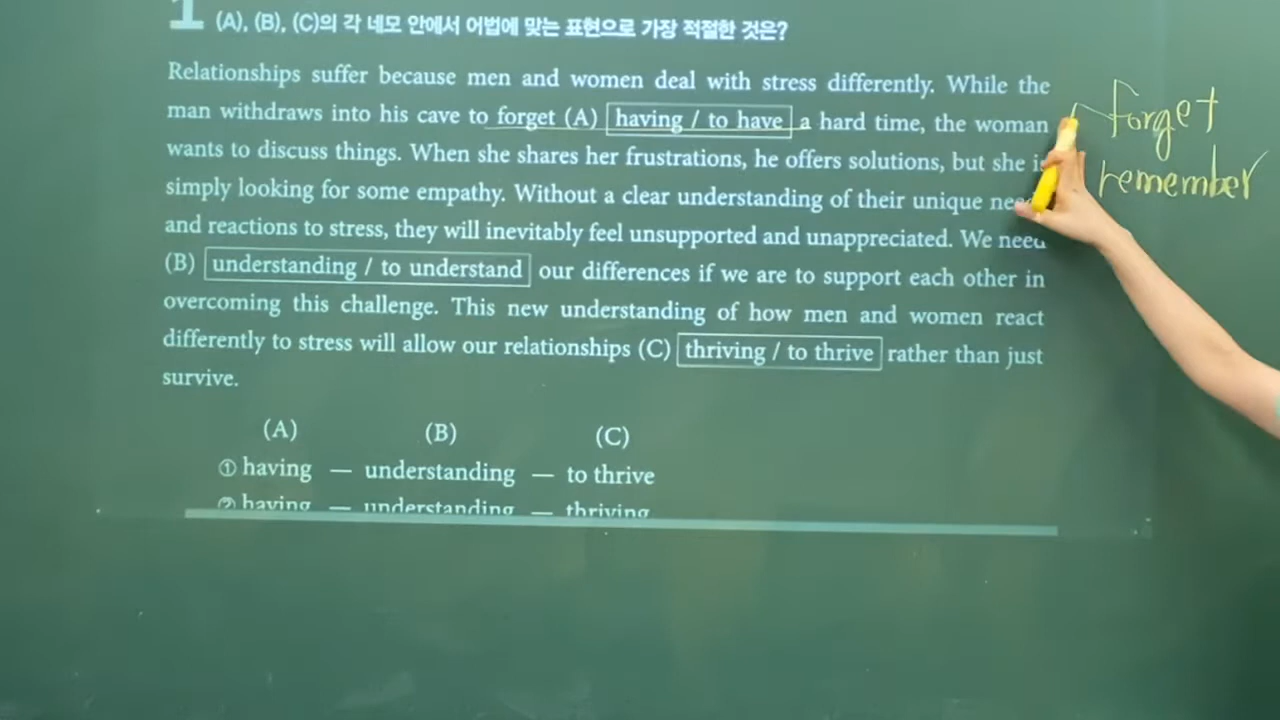 1 (A), (B), (C)의 각 네모 안에서 어법에 맞는 표현으로 가장 적절한 것은?
Relationships suffer because men and women deal with stress differently. While the
man withdraws into his cave to forget (A) having / to have a hard time, the woman
wants to discuss things. When she shares her frustrations, he offers solutions, but she
simply looking for some empathy. Without a clear understanding of their unique
and reactions to stress, they will inevitably feel unsupported and unappreciated. We need
(B) understanding / to understand our differences if we are to support each other in
overcoming this challenge. This new understanding of how men and women react
differently to stress will allow our relationships (C) thriving / to thrive rather than just
survive.
(A) (B) (C)
① having — understanding — to thrive
② having — understanding — thriving
forget
remember